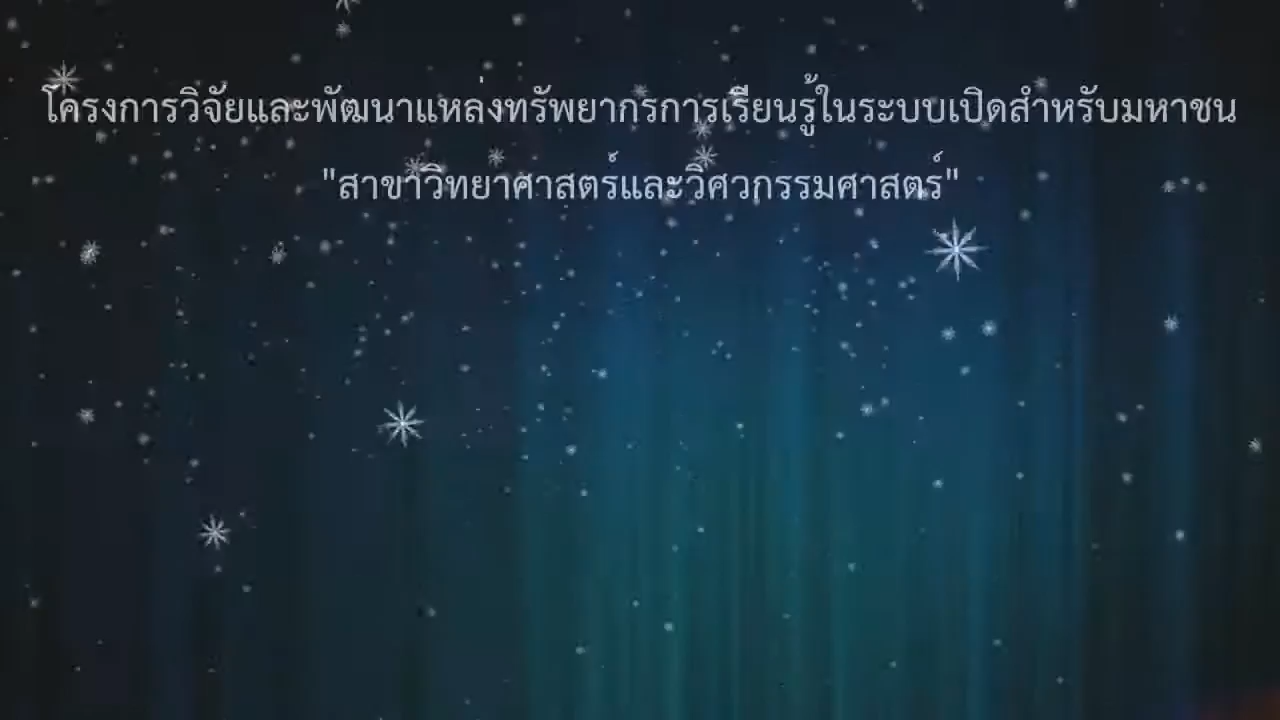 โครงการวิจัยและพัฒนาแหล่งทรัพยากรการเรียนรู้ในระบบเปิดสำหรับมหาชน
"สาขาวิทยาศาสตร์และวิศวกรรมศาสตร์"